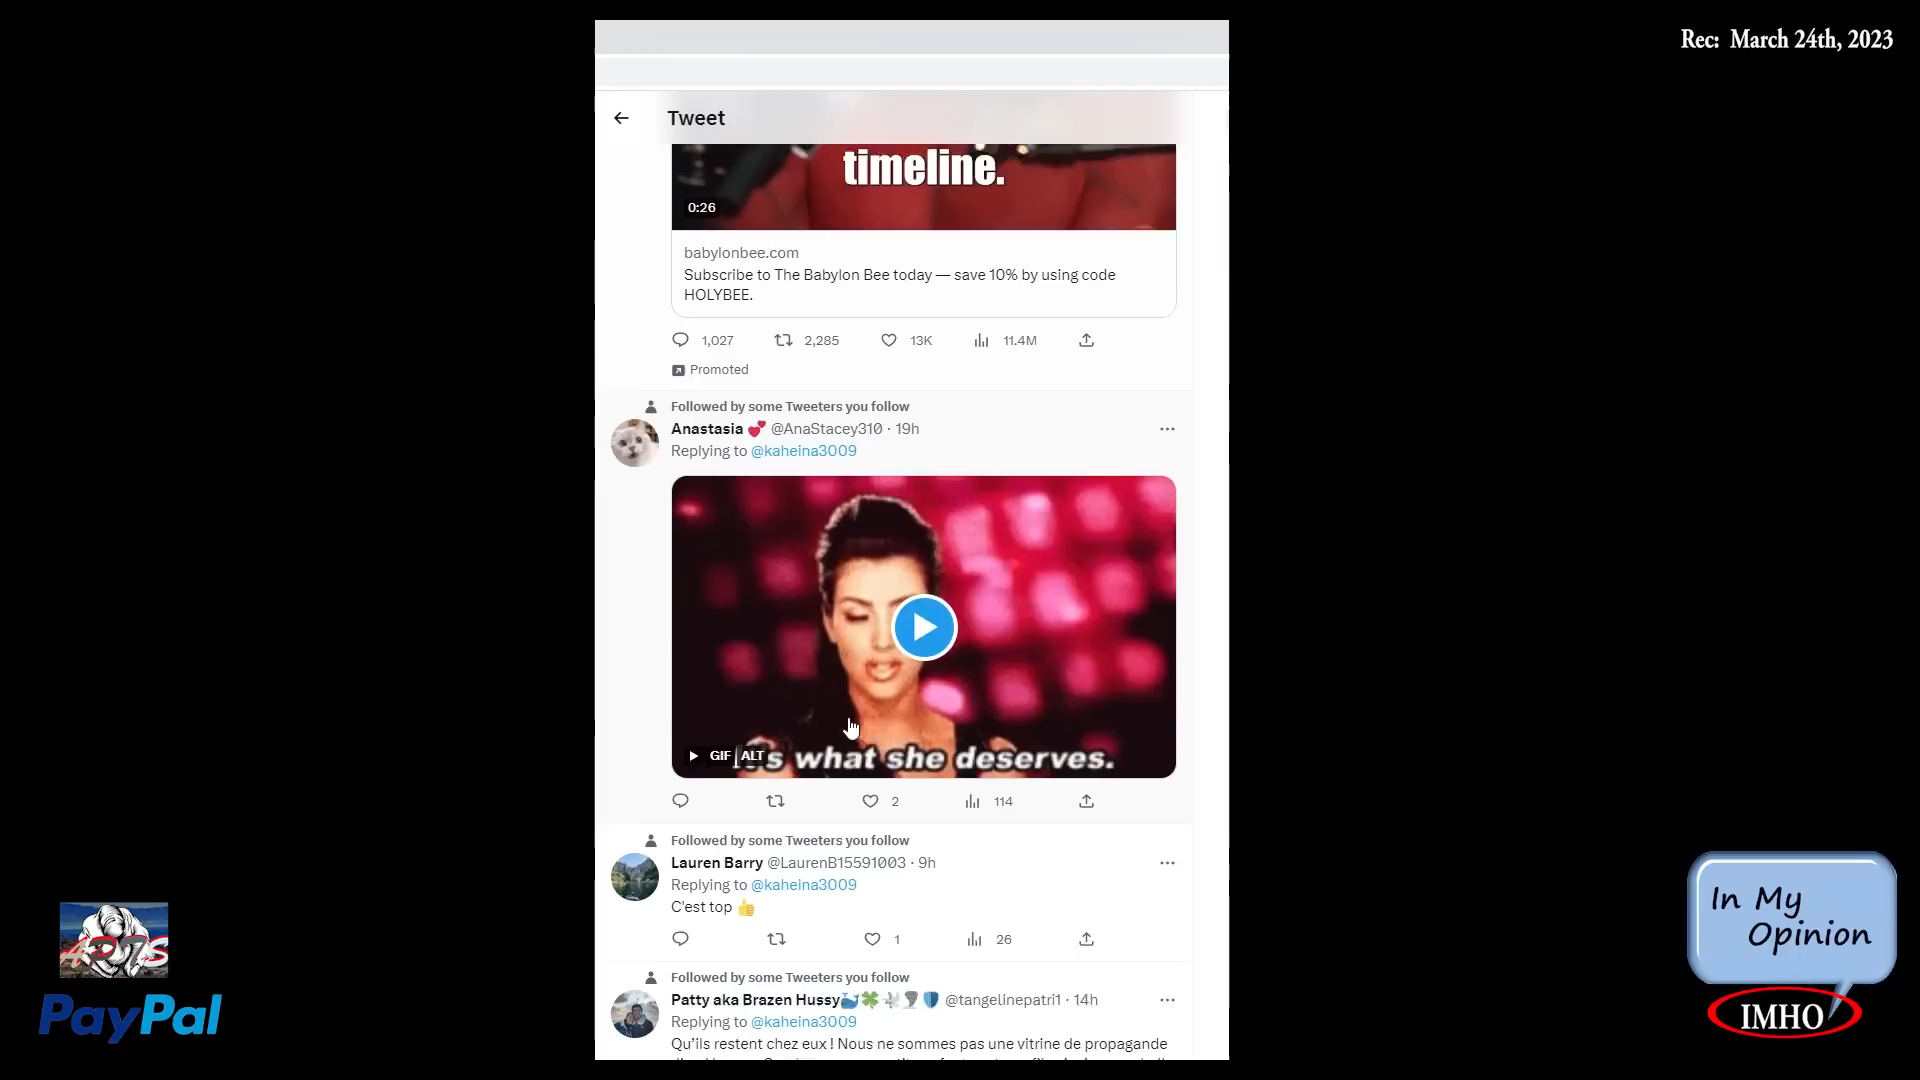 Rec: March 24th, 2023
Tweet
timeline.
0:26
babylonbee.com
Subscribe to The Babylon Bee today — save 10% by using code
HOLYBEE.
1,027 2,285 13K 11.4M
Promoted
Followed by some Tweeters you follow
Anastasia 💕 @AnaStacey310 · 19h
Replying to @kaheina3009
GIF ALT
's what she deserves.
2 114
Followed by some Tweeters you follow
Lauren Barry @LaurenB15591003 · 9h
Replying to @kaheina3009
C'est top 👍
1 26
Followed by some Tweeters you follow
Patty aka Brazen Hussy @tangelinepatri1 · 14h
Replying to @kaheina3009
Qu'ils restent chez eux ! Nous ne sommes pas une vitrine de propagande
PayPal
In My
Opinion
IMHO